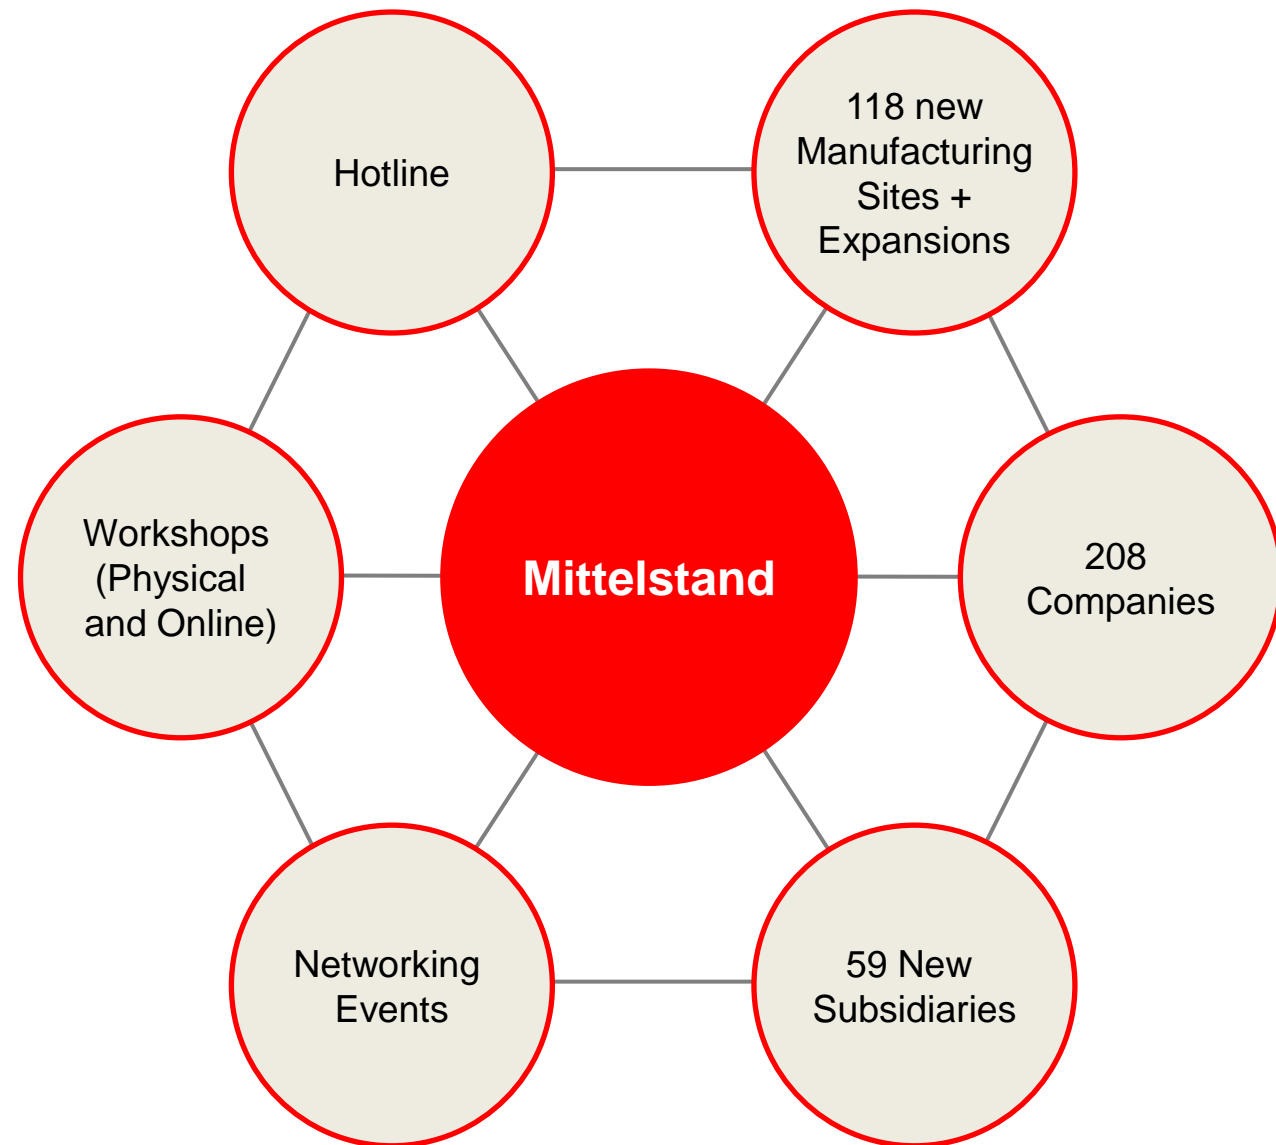 Hotline
118 new
Manufacturing
Sites +
Expansions
Workshops
(Physical
and Online)
Mittelstand
208
Companies
Networking
Events
59 New
Subsidiaries